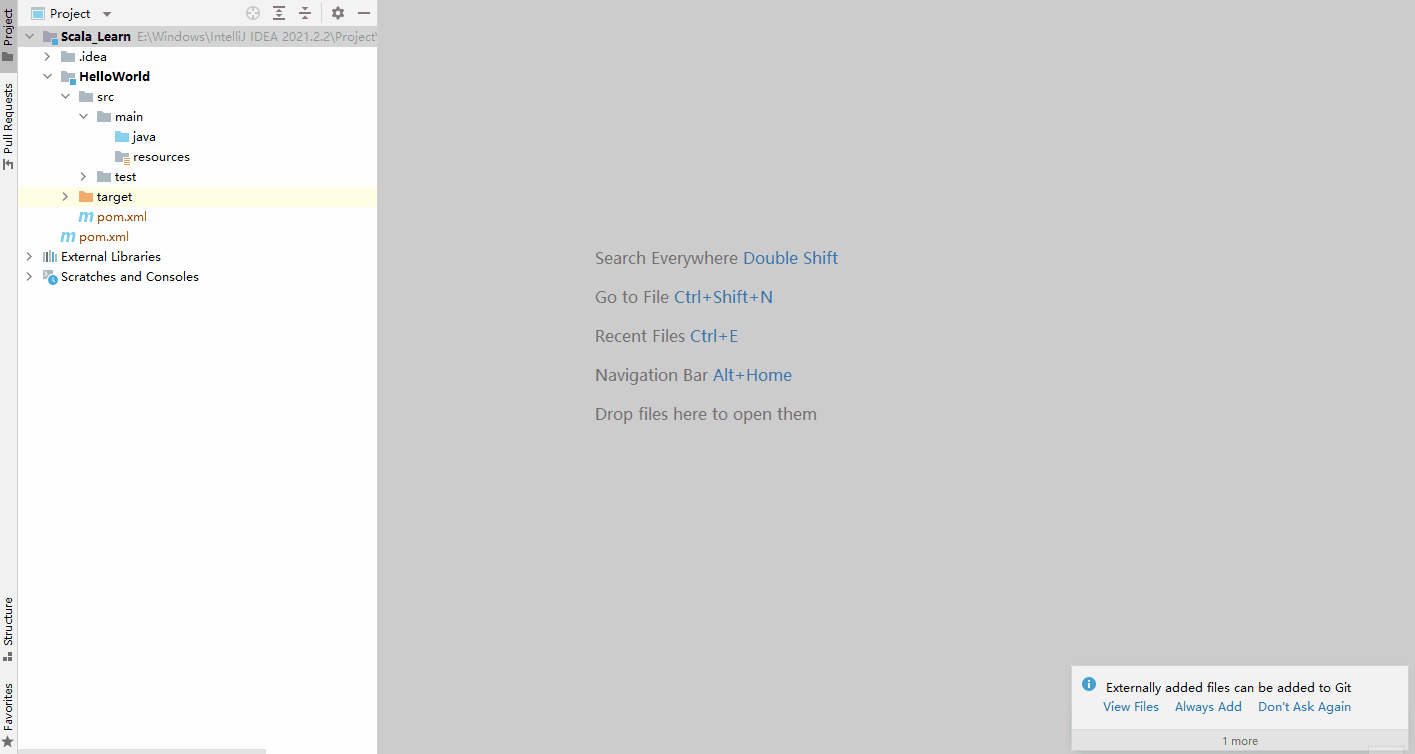 Project
Scala_Learn E:\Windows\IntelliJ IDEA 2021.2.2\Project\
.idea
HelloWorld
src
main
java
resources
test
target
pom.xml
pom.xml
External Libraries
Scratches and Consoles
Project
Pull Requests
Structure
Favorites
Search Everywhere Double Shift
Go to File Ctrl+Shift+N
Recent Files Ctrl+E
Navigation Bar Alt+Home
Drop files here to open them
Externally added files can be added to Git
View Files Always Add Don't Ask Again
1 more